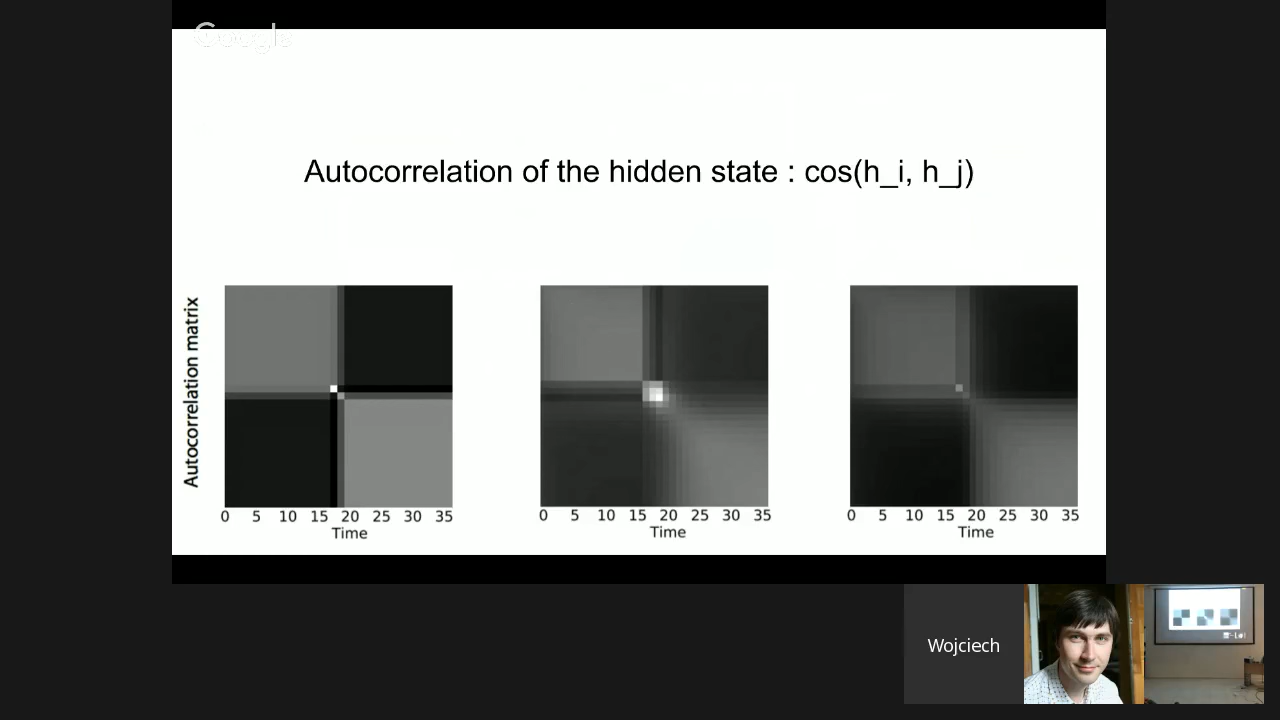 Google
Autocorrelation of the hidden state : cos(h_i, h_j)
Autocorrelation matrix
0 5 10 15 20 25 30 35
Time
0 5 10 15 20 25 30 35
Time
0 5 10 15 20 25 30 35
Time
Wojciech